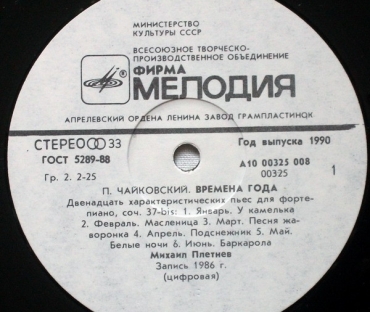 МИНИСТЕРСТВО
КУЛЬТУРЫ СССР
ВСЕСОЮЗНОЕ ТВОРЧЕСКО-
ПРОИЗВОДСТВЕННОЕ ОБЪЕДИНЕНИЕ
ФИРМА
МЕЛОДИЯ
АПРЕЛЕВСКИЙ ОРДЕНА ЛЕНИНА ЗАВОД ГРАМПЛАСТИНОК
СТЕРЕО 33
Год выпуска 1990
ГОСТ 5289-88
А10 00325 008
Гр. 2. 2-25
00325
1
П. ЧАЙКОВСКИЙ. ВРЕМЕНА ГОДА
Двенадцать характеристических пьес для форте-
пиано, соч. 37-bis: 1. Январь. У камелька
2. Февраль. Масленица 3. Март. Песня жа-
воронка 4. Апрель. Подснежник 5. Май.
Белые ночи 6. Июнь. Баркарола
Михаил Плетнев
Запись 1986 г.
(цифровая)